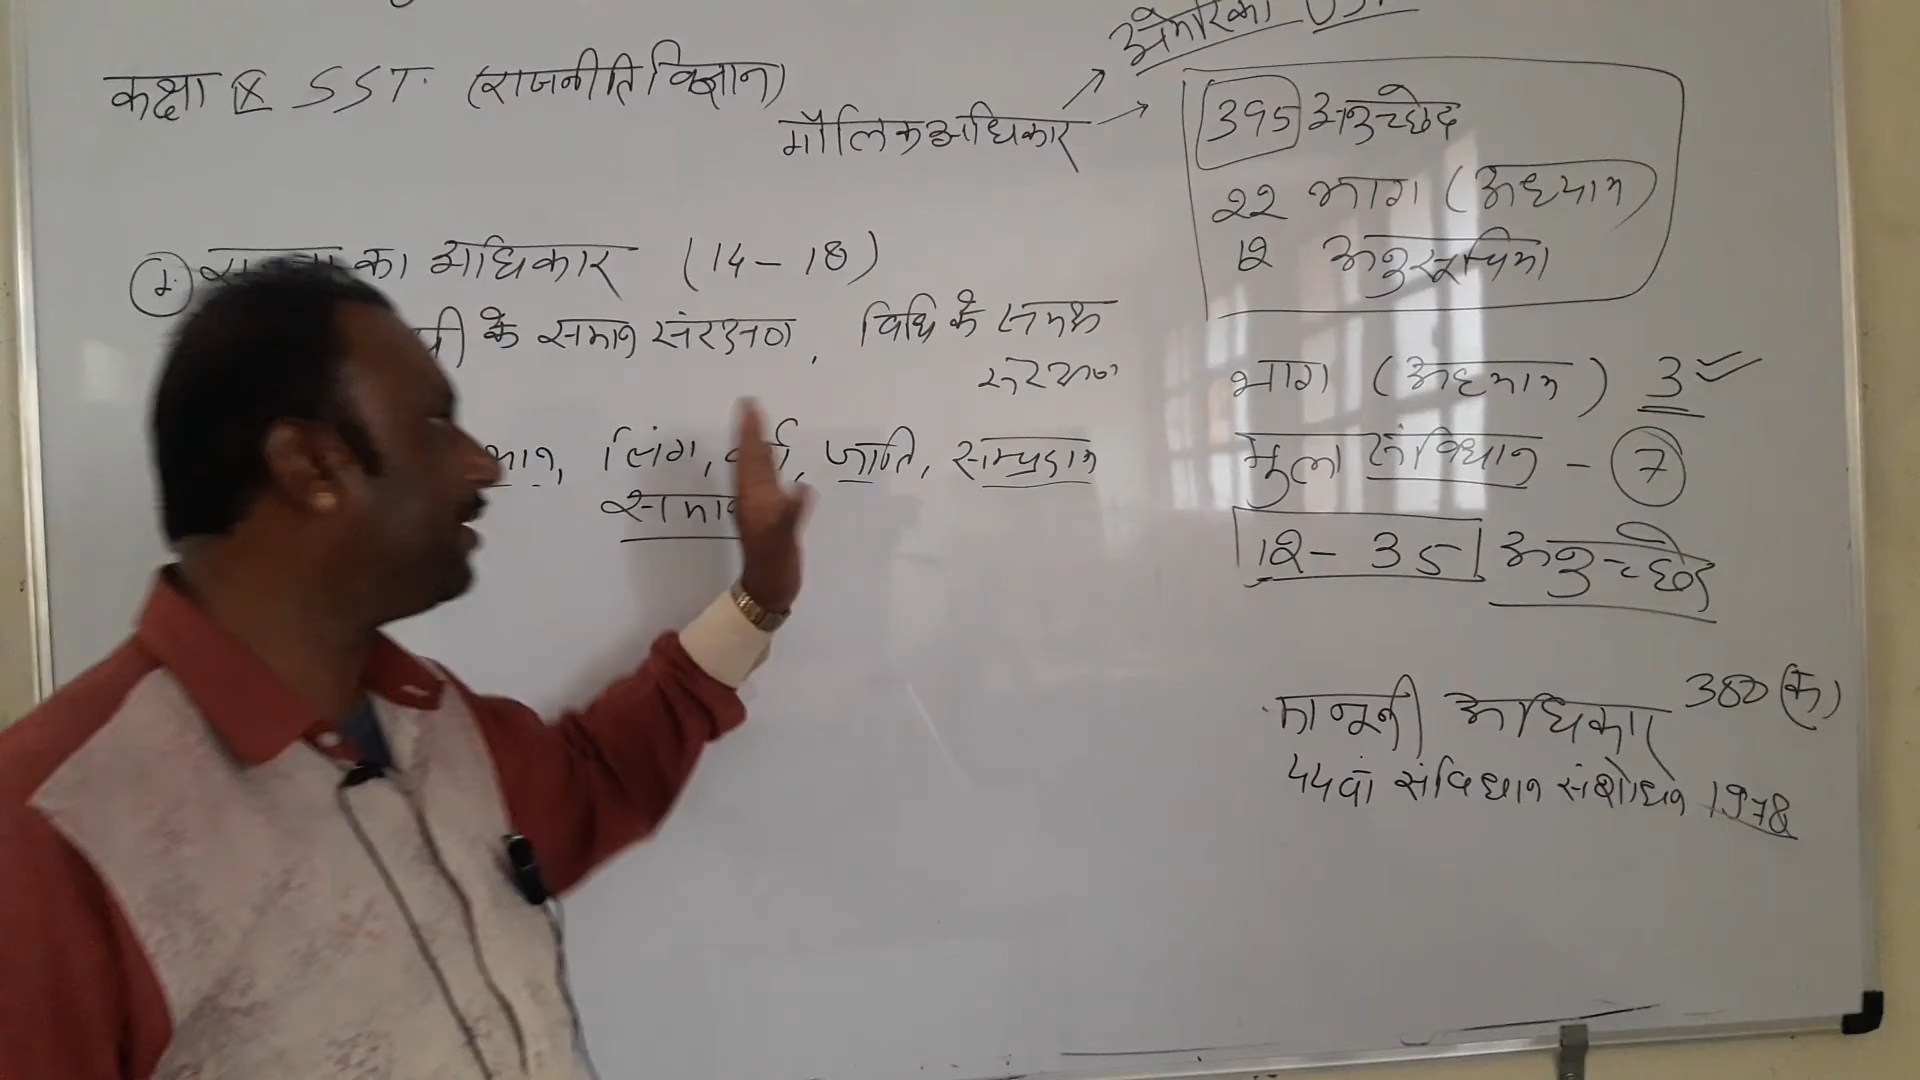 अमेरिका USA
कक्षा IX SST. (राजनीति विज्ञान)
मौलिक अधिकार
395 अनुच्छेद
22 भाग (अध्याय)
12 अनुसूचियां
1. का अधिकार (14-18)
के समान संरक्षण, विधि के समक्ष
संरक्षण
लिंग, जाति, सम्प्रदाय
भाग (अध्याय) 3
मुल संविधान - 7
12-35 अनुच्छेद
कानूनी अधिकार 300 (क)
44वां संविधान संशोधन 1978